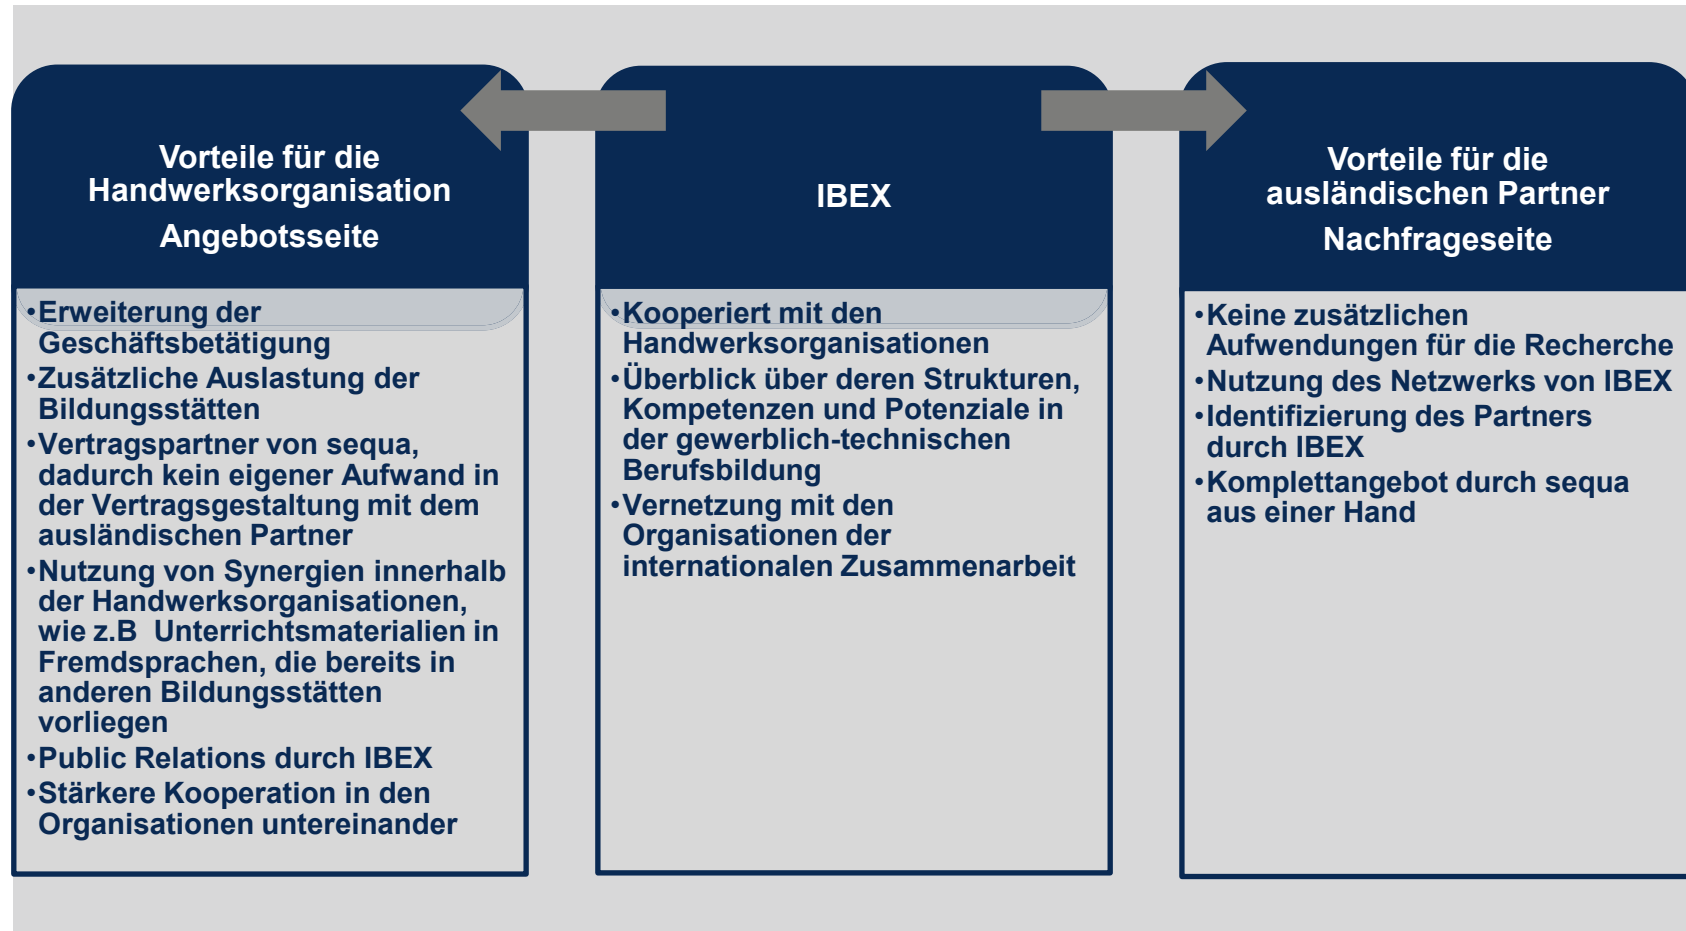 Vorteile für die
Handwerksorganisation
Angebotsseite
•Erweiterung der
Geschäftsbetätigung
•Zusätzliche Auslastung der
Bildungsstätten
•Vertragspartner von sequa,
dadurch kein eigener Aufwand in
der Vertragsgestaltung mit dem
ausländischen Partner
•Nutzung von Synergien innerhalb
der Handwerksorganisationen,
wie z.B  Unterrichtsmaterialien in
Fremdsprachen, die bereits in
anderen Bildungsstätten
vorliegen
•Public Relations durch IBEX
•Stärkere Kooperation in den
Organisationen untereinander
IBEX
•Kooperiert mit den
Handwerksorganisationen
•Überblick über deren Strukturen,
Kompetenzen und Potenziale in
der gewerblich-technischen
Berufsbildung
•Vernetzung mit den
Organisationen der
internationalen Zusammenarbeit
Vorteile für die
ausländischen Partner
Nachfrageseite
•Keine zusätzlichen
Aufwendungen für die Recherche
•Nutzung des Netzwerks von IBEX
•Identifizierung des Partners
durch IBEX
•Komplettangebot durch sequa
aus einer Hand